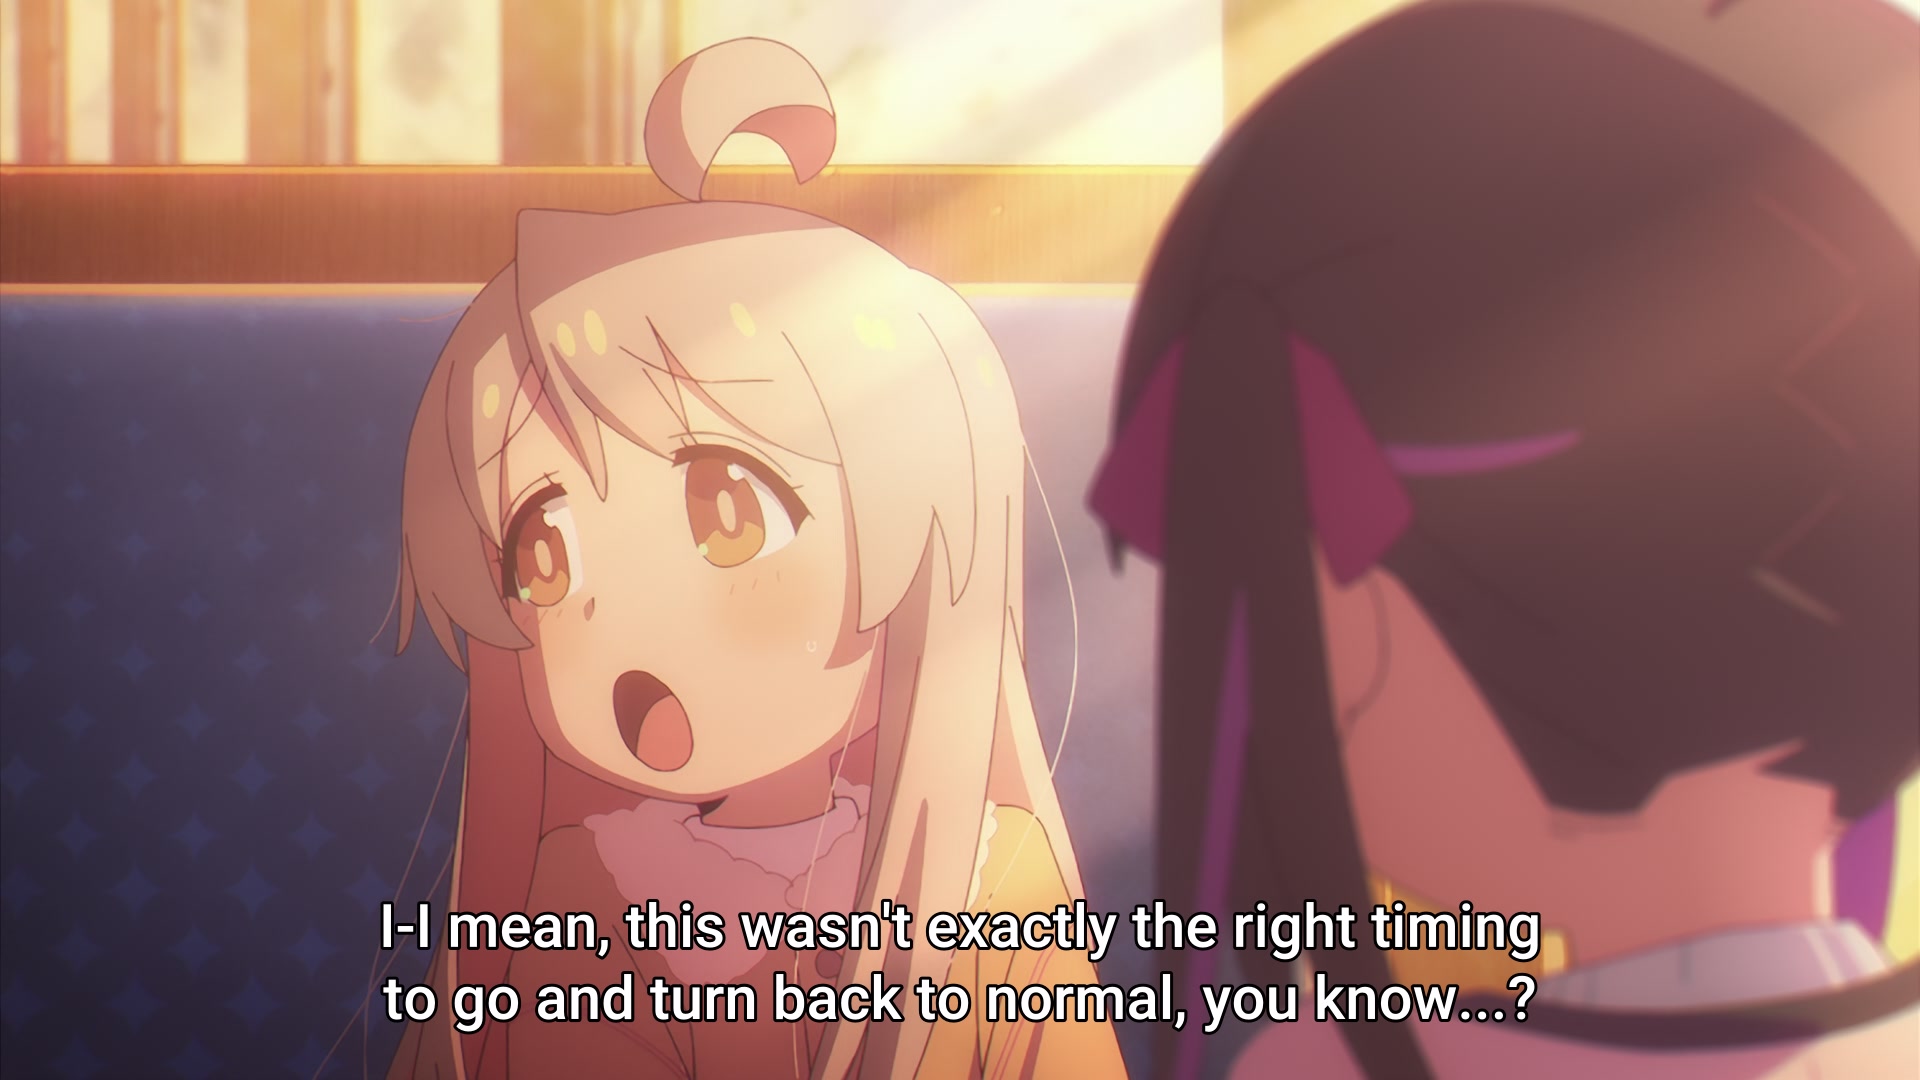 I-I mean, this wasn't exactly the right timing
to go and turn back to normal, you know...?